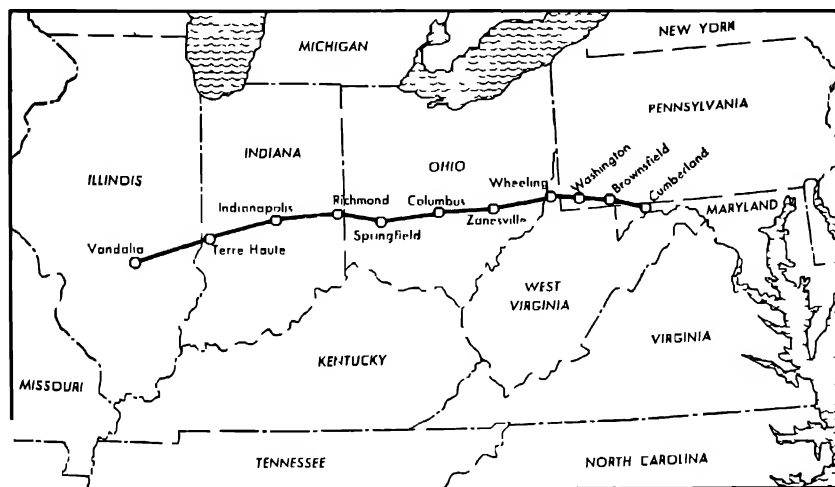 NEW YORK
MICHIGAN
PENNSYLVANIA
INDIANA
OHIO
ILLINDIS
Washington
Brownsfield
Cumberland
Wheeling
Indianapolis
Richmond
Columbus
MARYLAND
Zanesville
Springfield
Vandalia
Terre Haute
WEST
VIRGINIA
VIRGINIA
KENTUCKY
MISSOURI
TENNESSEE
NORTH CAROLINA